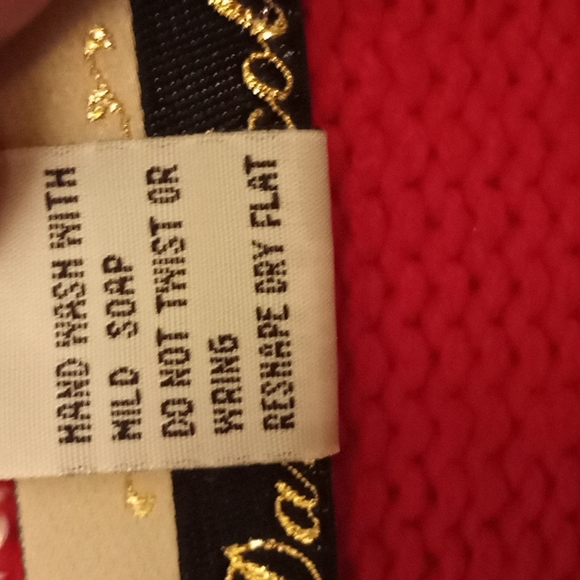 HAND WASH WITH
MILD SOAP
DO NOT TWIST OR
WRING
RESHAPE DRY FLAT